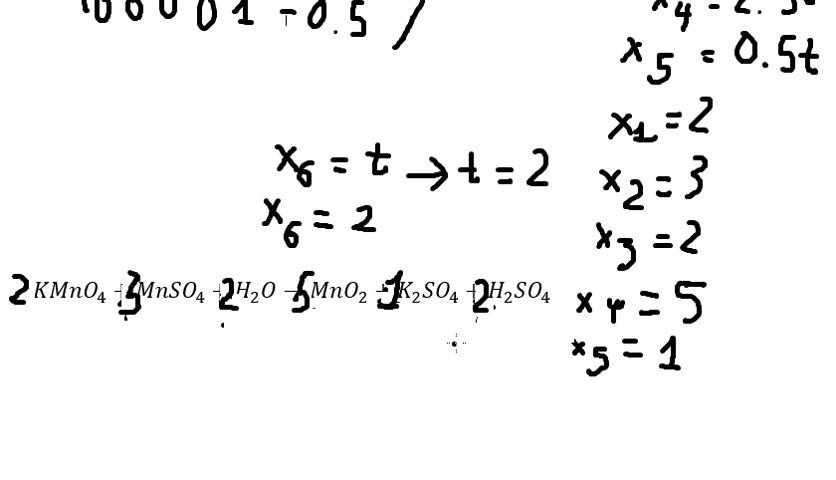 0 0 0 0 1 -0.5
x₄ = 2.5
x₅ = 0.5t
x₁ = 2
x₆ = t → t = 2
x₂ = 3
x₆ = 2
x₃ = 2
2 KMnO₄ + 3 MnSO₄ + 2 H₂O → 5 MnO₂ + 1 K₂SO₄ + 2 H₂SO₄
x₄ = 5
x₅ = 1